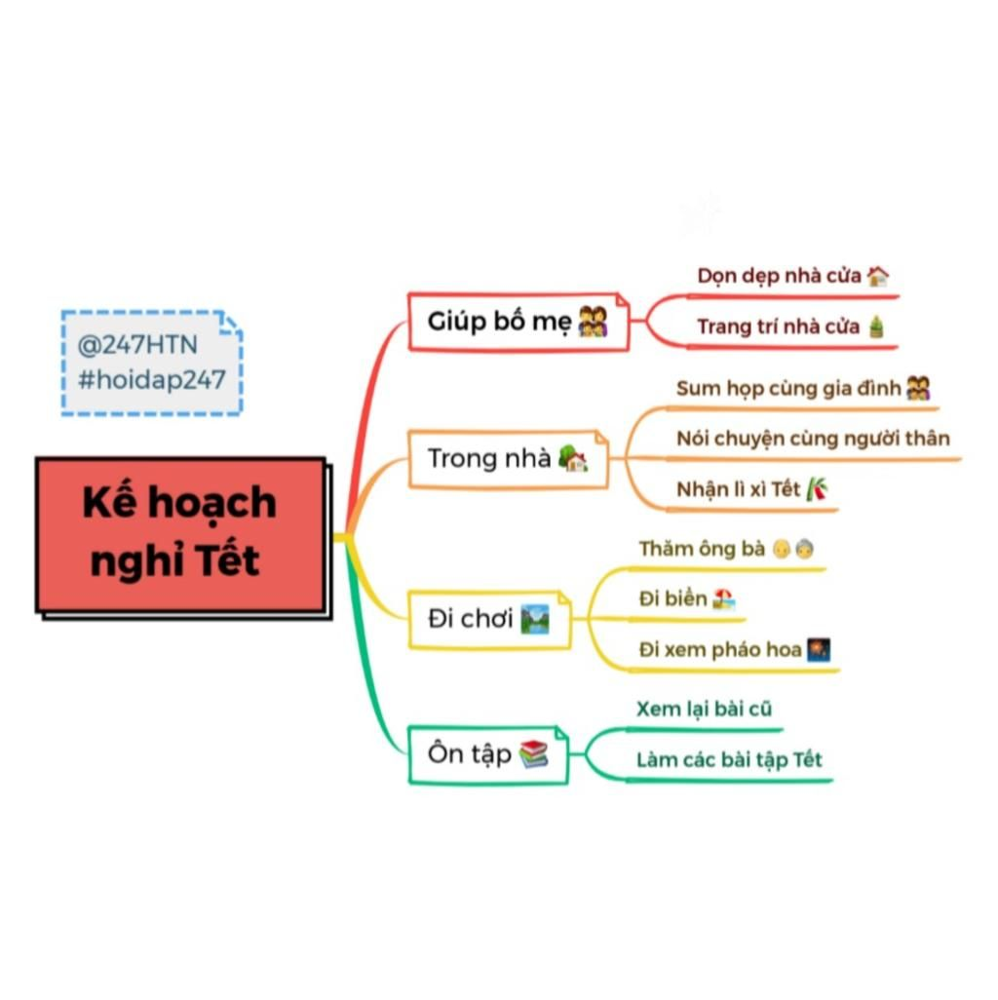 @247HTN
#hoidap247
Kế hoạch
nghỉ Tết
Giúp bố mẹ
Dọn dẹp nhà cửa
Trang trí nhà cửa
Trong nhà
Sum họp cùng gia đình
Nói chuyện cùng người thân
Nhận lì xì Tết
Đi chơi
Thăm ông bà
Đi biển
Đi xem pháo hoa
Ôn tập
Xem lại bài cũ
Làm các bài tập Tết